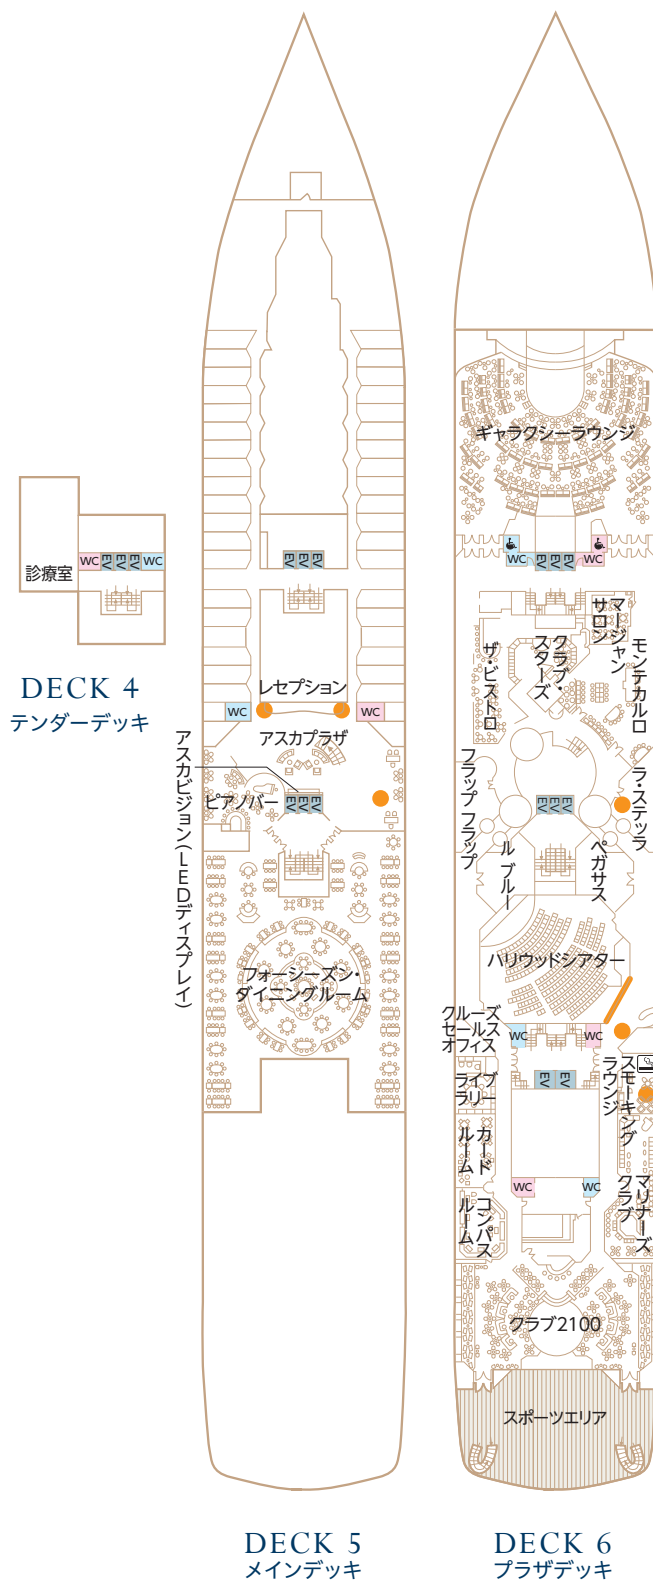 診療室
WC
EV
EV
EV
WC
DECK 4
テンダーデッキ
EV
EV
EV
レセプション
WC
WC
アスカプラザ
アスカビジョン(LEDディスプレイ)
ピアノバー
EV
EV
EV
フォーシーズン・
ダイニングルーム
DECK 5
メインデッキ
ギャラクシーラウンジ
WC
EV
EV
EV
WC
マージャン
サロン
クラブ・
スターズ
ザ・ビストロ
モンテカルロ
フラップ フラップ
EV
EV
EV
ラ・ステッラ
ル ブルー
ペガサス
ハリウッドシアター
クルーズ
セールス
オフィス
WC
WC
EV
EV
ライブ
ラリー
スモーキング
ラウンジ
カード
ルーム
WC
WC
マリナーズ
クラブ
コンパス
ルーム
クラブ2100
スポーツエリア
DECK 6
プラザデッキ